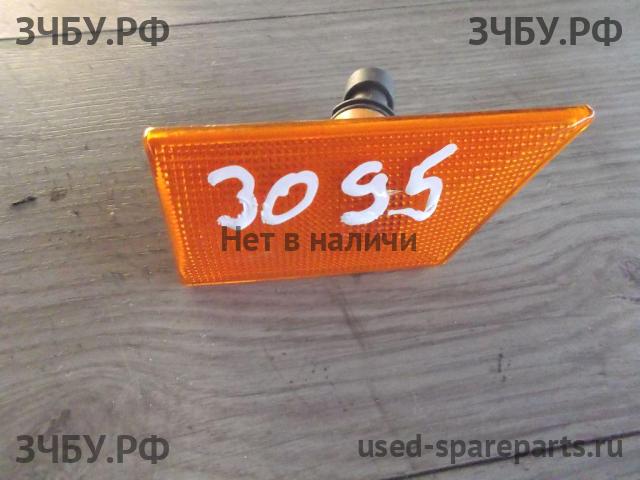 ЗЧБУ.РФ ЗЧБУ.РФ
3095
Нет в наличи
ЗЧБУ.РФ used-spareparts.ru